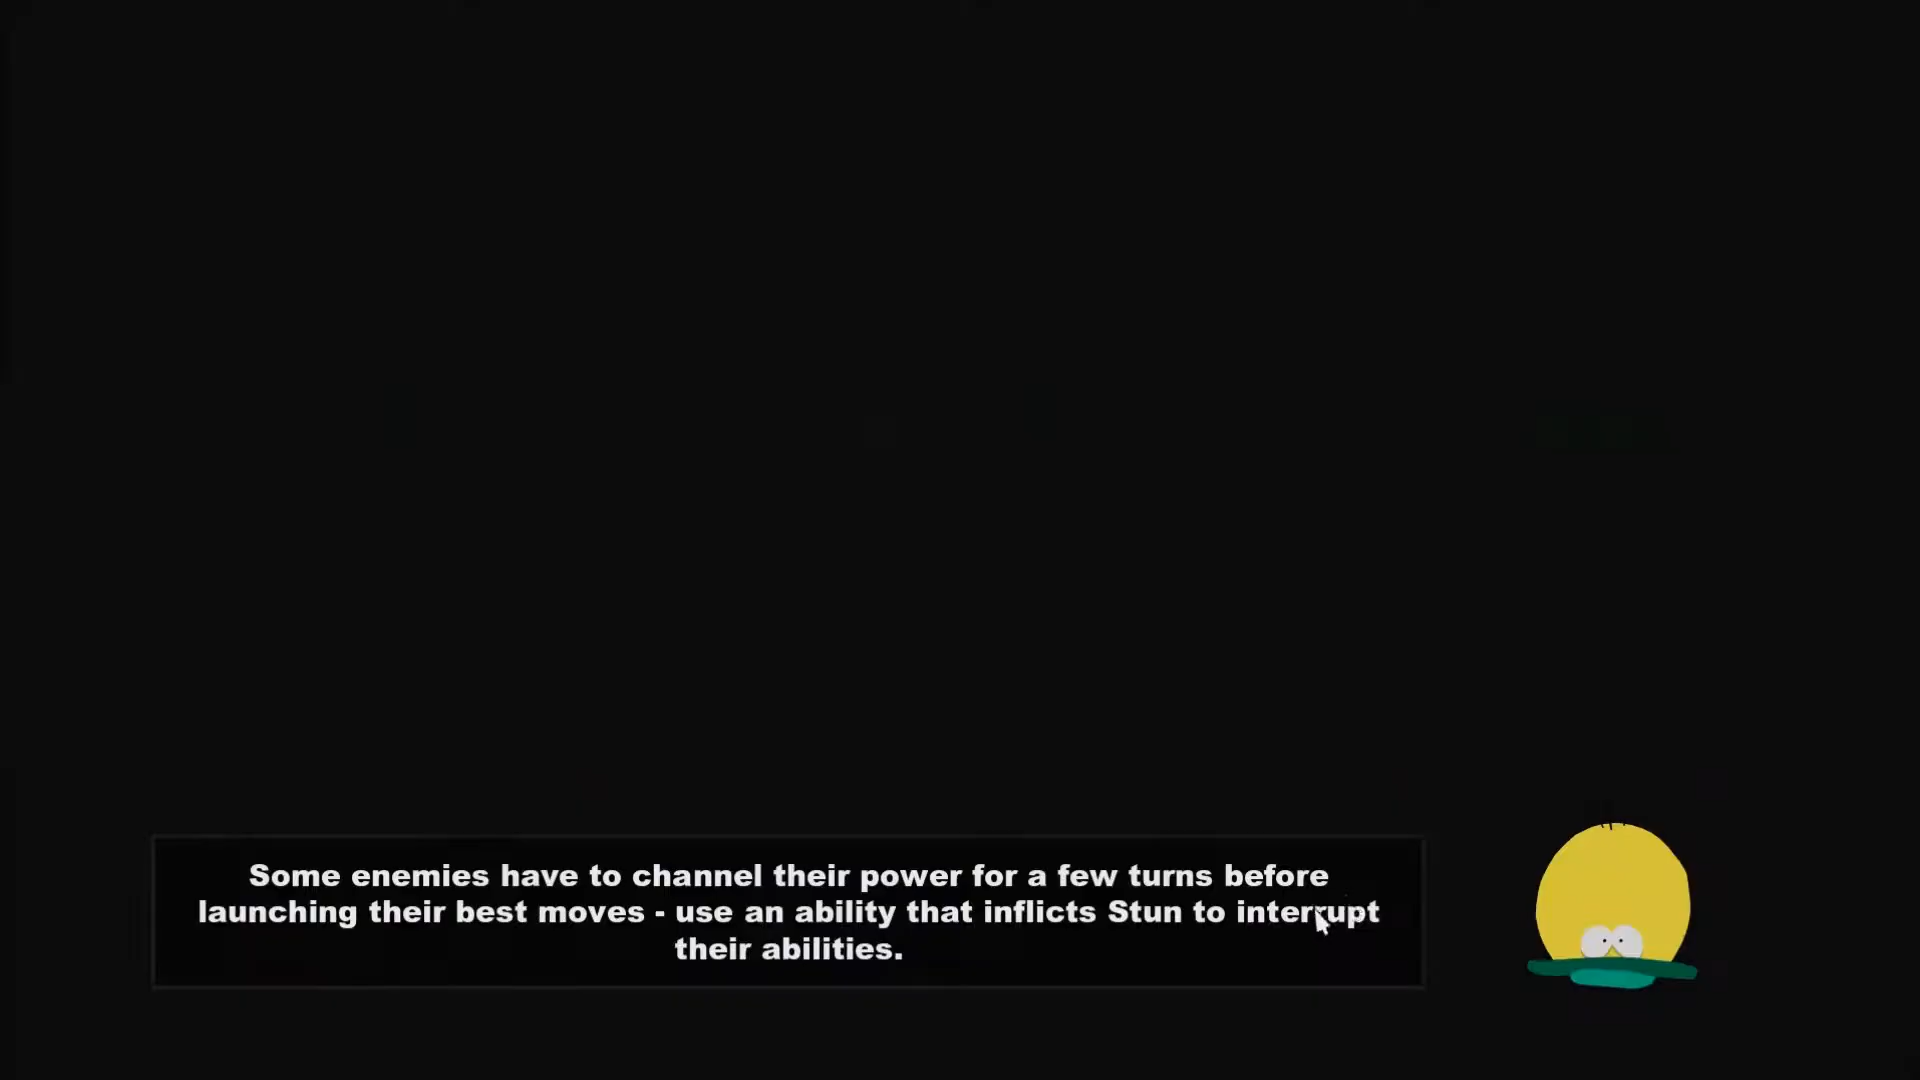 Some enemies have to channel their power for a few turns before
launching their best moves - use an ability that inflicts Stun to interrupt
their abilities.